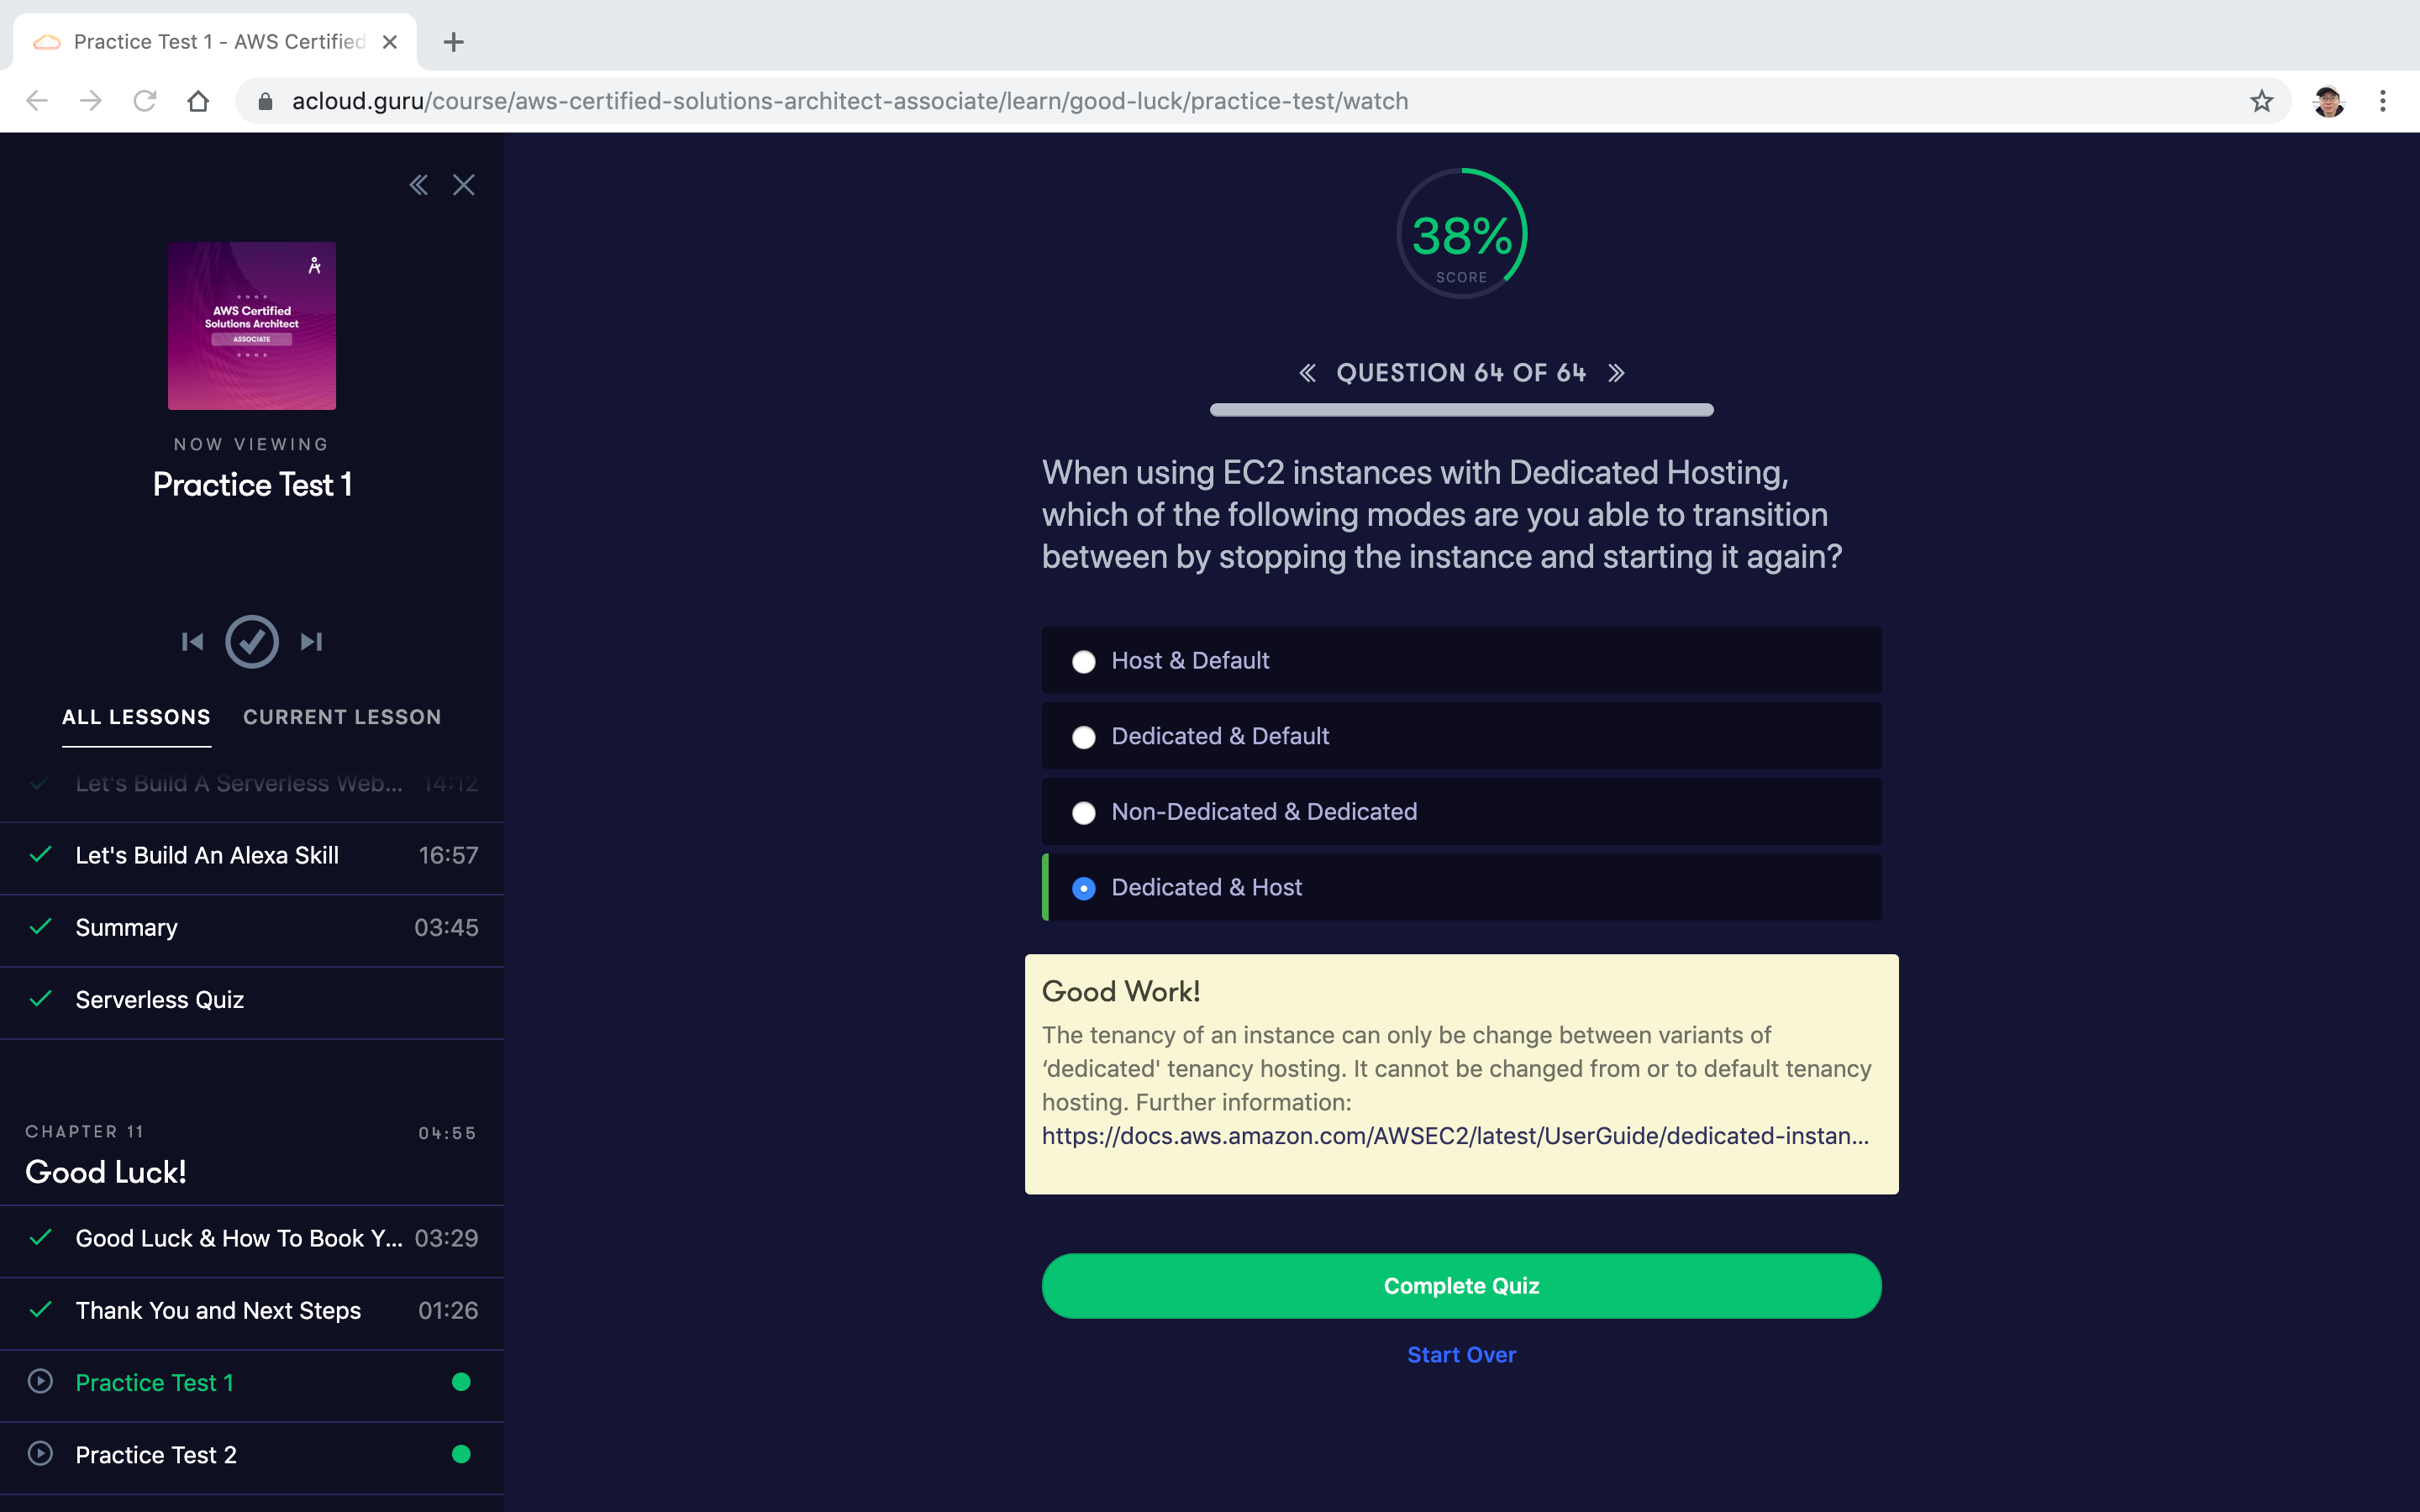 Practice Test 1 - AWS Certified
acloud.guru/course/aws-certified-solutions-architect-associate/learn/good-luck/practice-test/watch
AWS Certified
Solutions Architect
ASSOCIATE
NOW VIEWING
Practice Test 1
ALL LESSONS
CURRENT LESSON
Let's Build A Serverless Web... 14:12
Let's Build An Alexa Skill 16:57
Summary 03:45
Serverless Quiz
CHAPTER 11 04:55
Good Luck!
Good Luck & How To Book Y... 03:29
Thank You and Next Steps 01:26
Practice Test 1
Practice Test 2
38%
SCORE
QUESTION 64 OF 64
When using EC2 instances with Dedicated Hosting,
which of the following modes are you able to transition
between by stopping the instance and starting it again?
Host & Default
Dedicated & Default
Non-Dedicated & Dedicated
Dedicated & Host
Good Work!
The tenancy of an instance can only be change between variants of
‘dedicated' tenancy hosting. It cannot be changed from or to default tenancy
hosting. Further information:
https://docs.aws.amazon.com/AWSEC2/latest/UserGuide/dedicated-instan...
Complete Quiz
Start Over